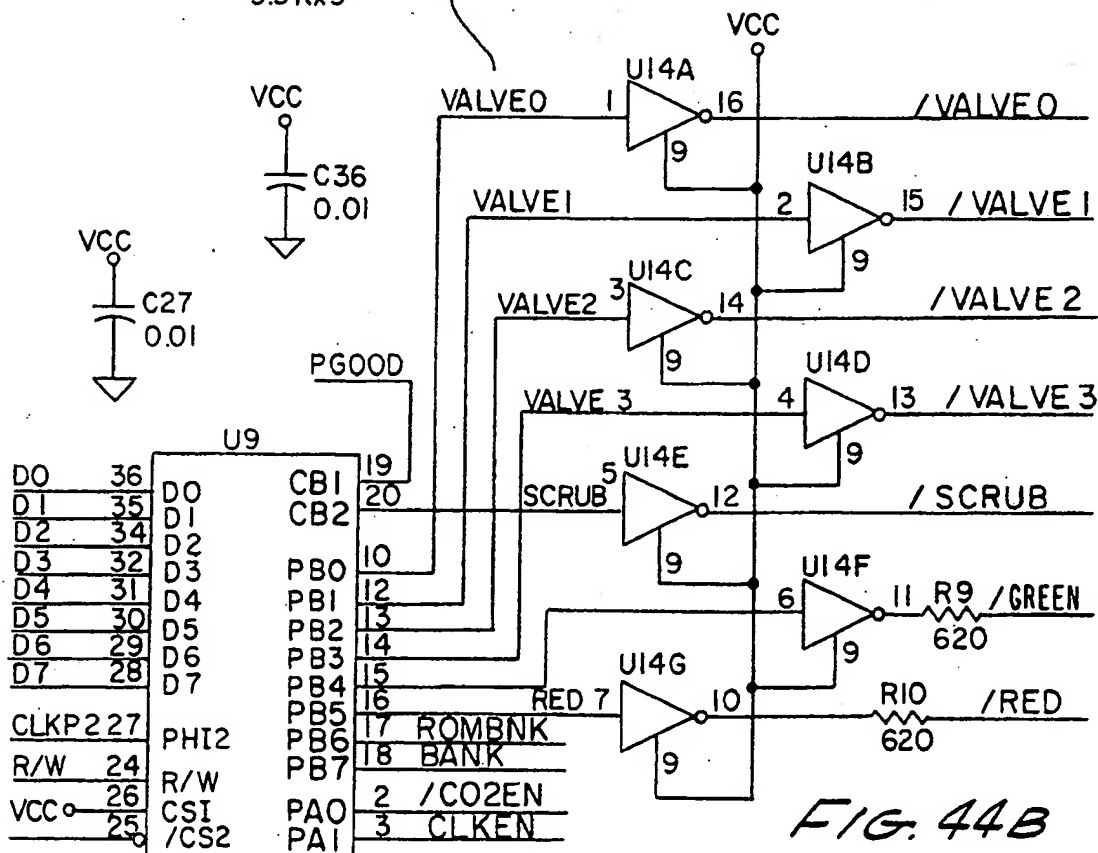 VCC
U14A
VCC
VALVE0 1 16 /VALVE0
9
U14B
C36
0.01
VALVE1 2 15 /VALVE1
VCC
9
U14C
C27
0.01
VALVE2 3 14 /VALVE 2
9
U14D
PGOOD
VALVE 3 4 13 /VALVE 3
9
U9
U14E
D0 36 D0 CB1 19
D1 35 D1 CB2 20 SCRUB 5 12 /SCRUB
D2 34 D2
D3 32 D3 PB0 10
9
U14F
D4 31 D4 PB1 12
D5 30 D5 PB2 13
6 11 R9 /GREEN
620
9
D6 29 D6 PB3 14
D7 28 D7 PB4 15
U14G
PB5 16 RED 7 10 R10 /RED
620
9
CLKP2 27 PHI2 PB6 17 ROMBNK
PB7 18 BANK
R/W 24 R/W
VCC 26 CS1 PA0 2 /CO2EN
25 /CS2 PA1 3 CLKEN
FIG. 44B